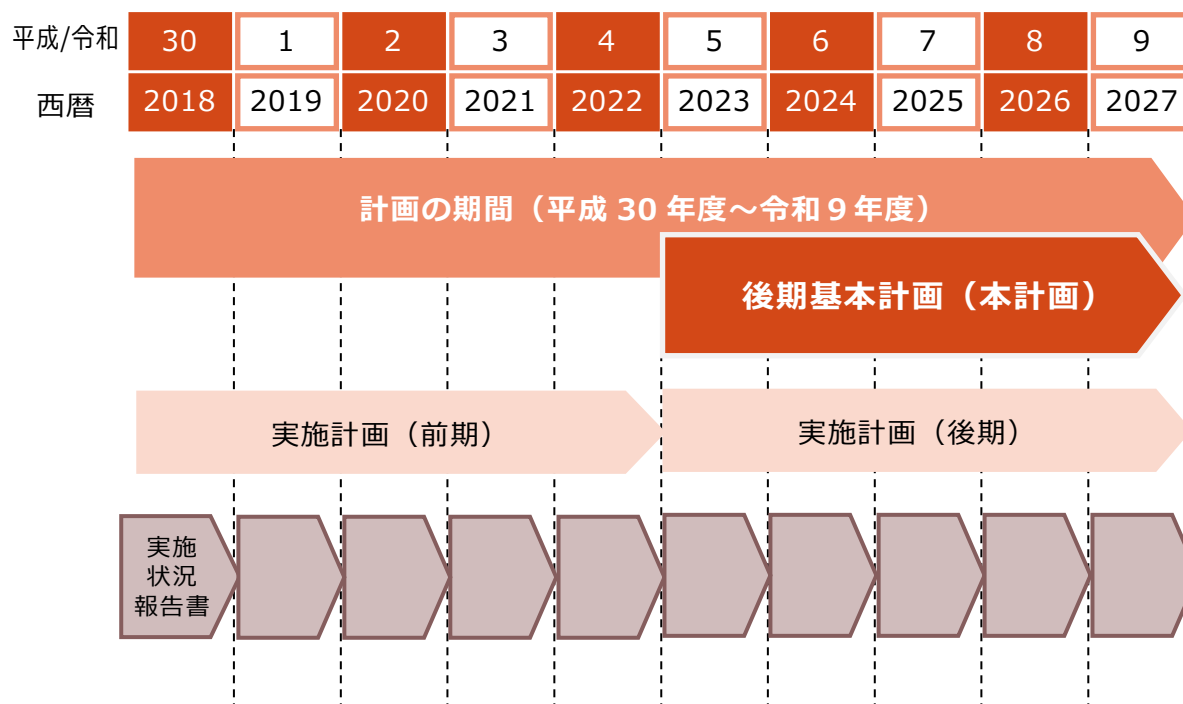 平成/令和 30 1 2 3 4 5 6 7 8 9
西暦 2018 2019 2020 2021 2022 2023 2024 2025 2026 2027
計画の期間（平成 30 年度～令和９年度）
後期基本計画（本計画）
実施計画（前期） 実施計画（後期）
実施
状況
報告書